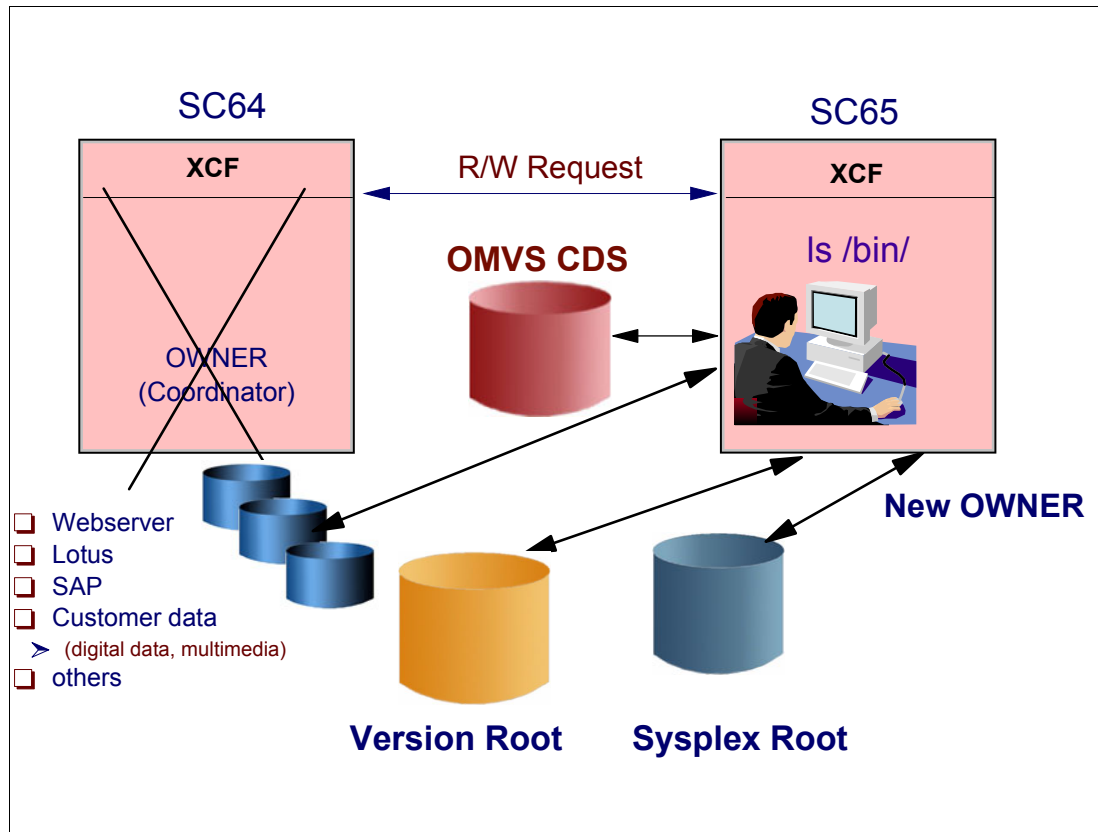 SC64
SC65
XCF
R/W Request
XCF
OMVS CDS
ls /bin/
OWNER
(Coordinator)
New OWNER
Webserver
Lotus
SAP
Customer data
(digital data, multimedia)
others
Version Root
Sysplex Root